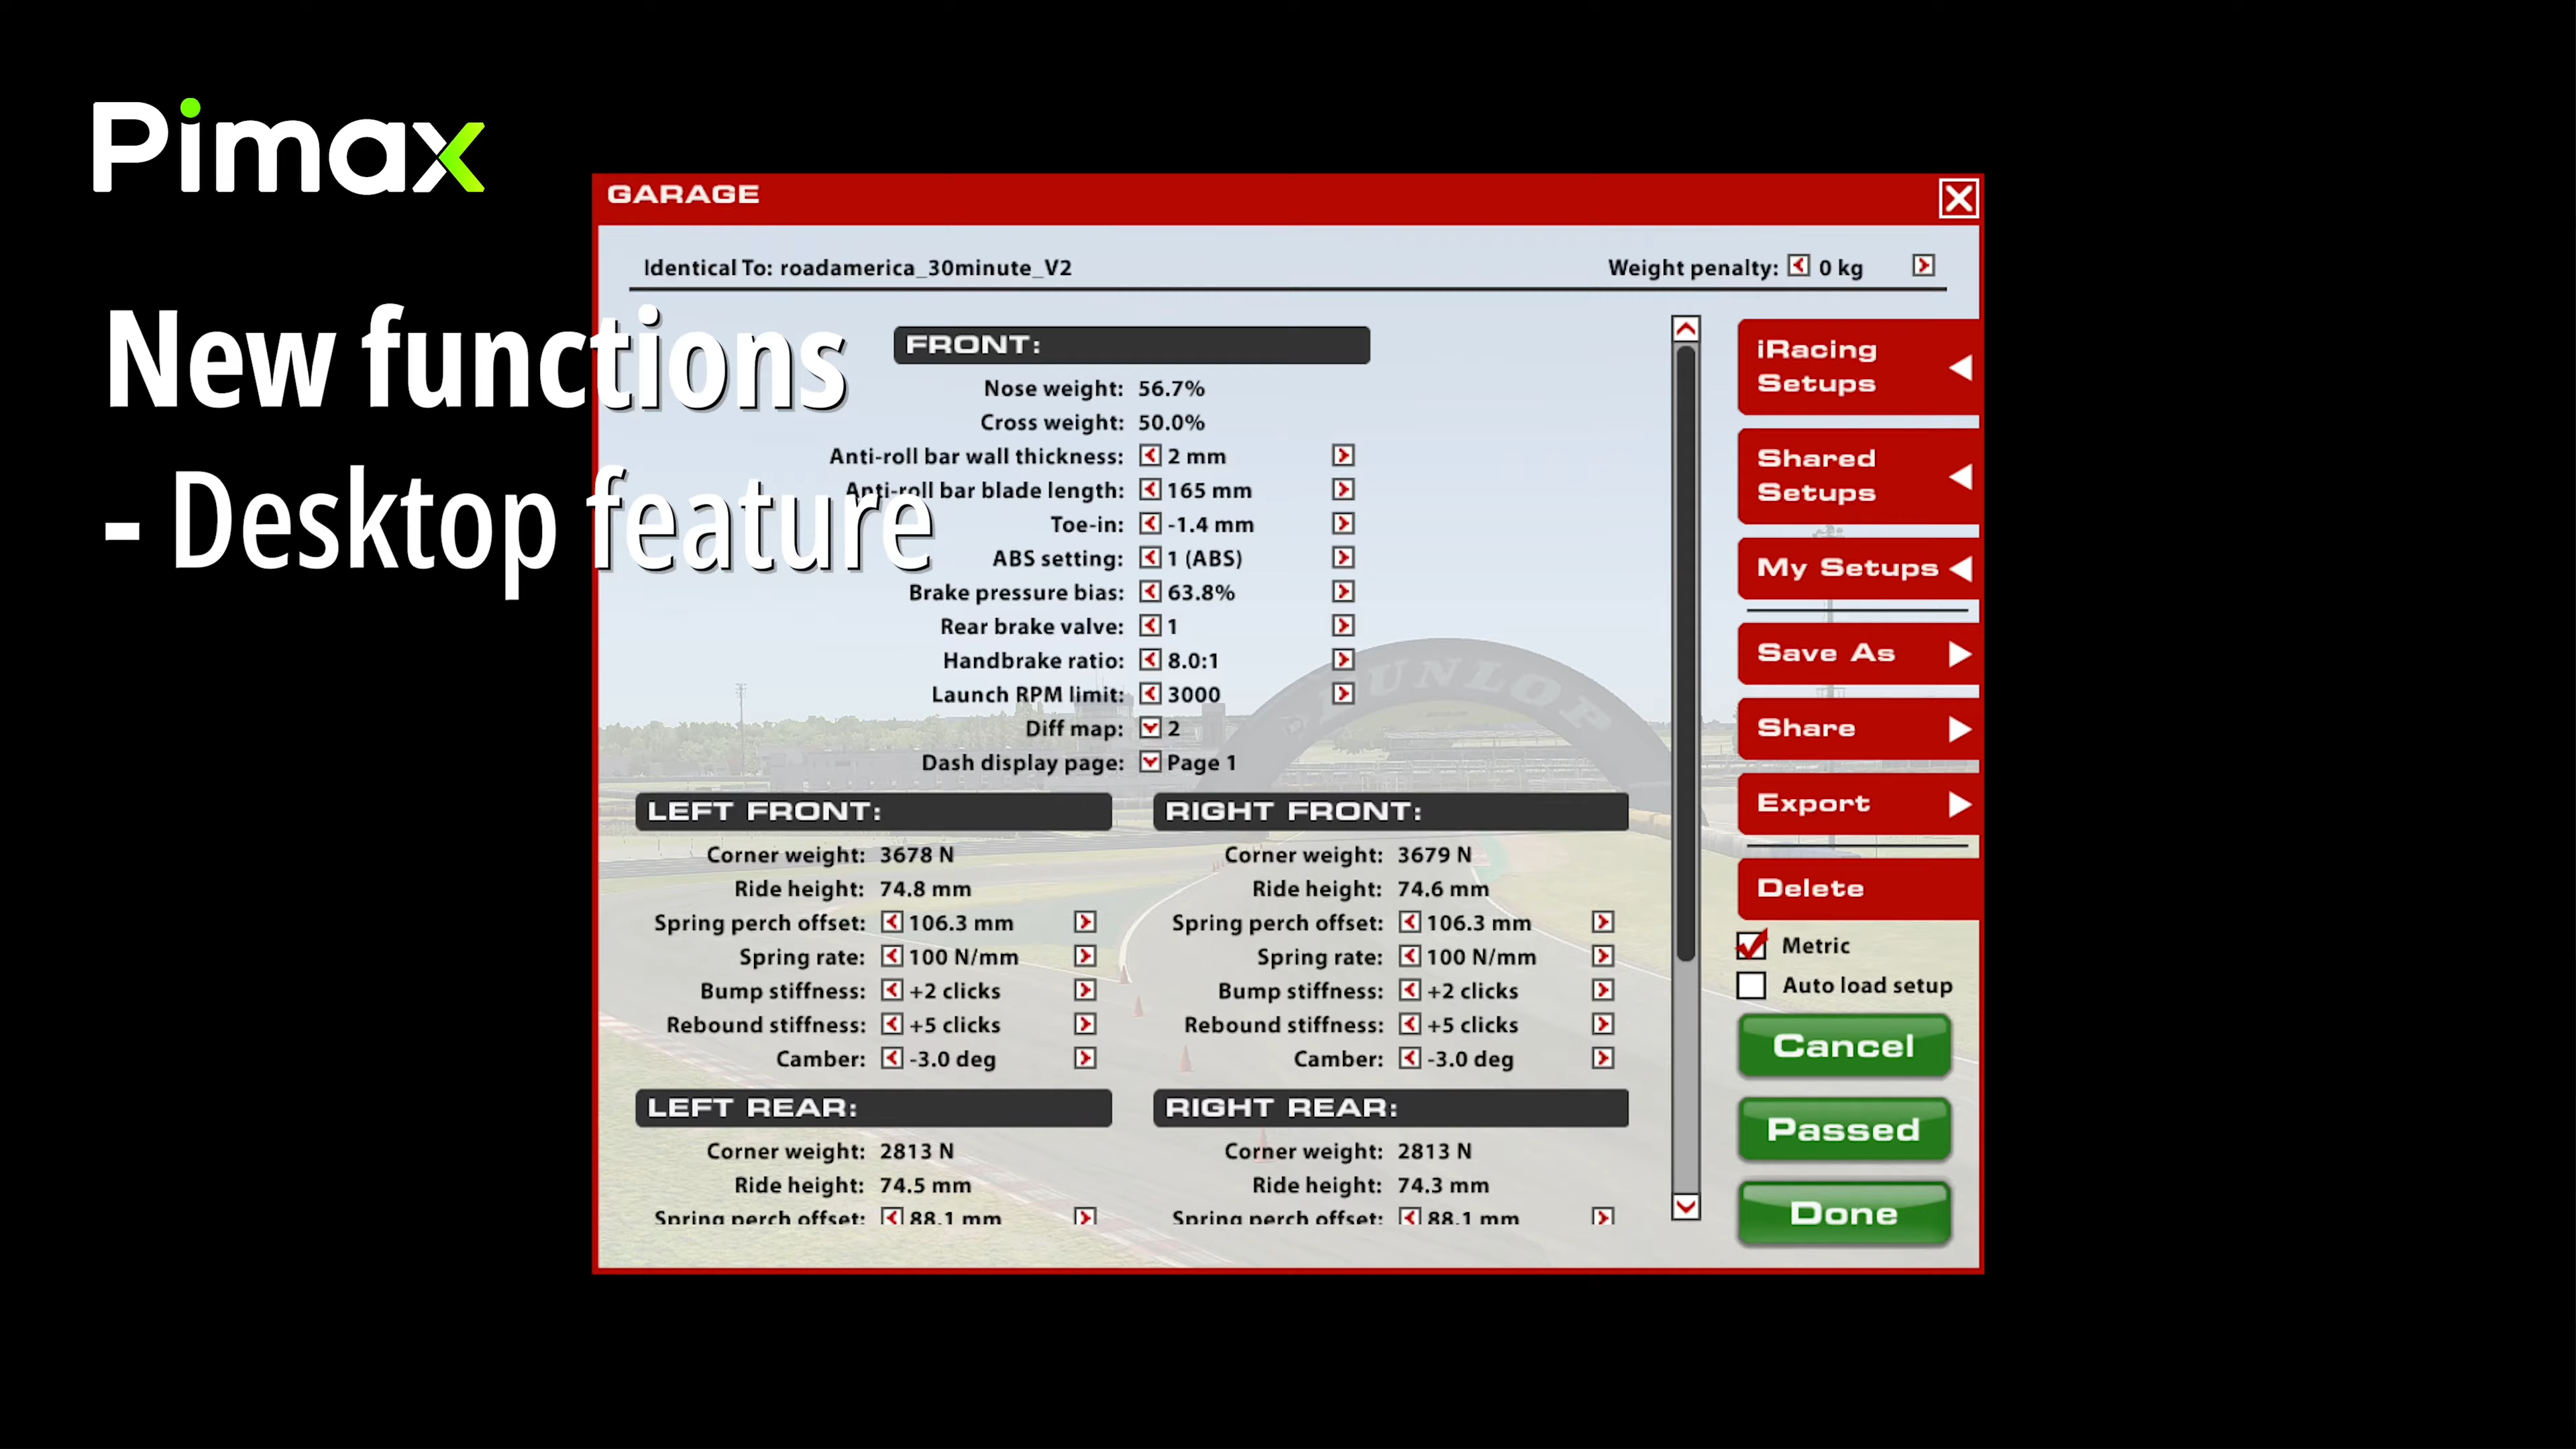 Pimax
New functions
- Desktop feature
GARAGE
Identical To: roadamerica_30minute_V2
Weight penalty: 0 kg
FRONT:
Nose weight: 56.7%
Cross weight: 50.0%
Anti-roll bar wall thickness: 2 mm
Anti-roll bar blade length: 165 mm
Toe-in: -1.4 mm
ABS setting: 1 (ABS)
Brake pressure bias: 63.8%
Rear brake valve: 1
Handbrake ratio: 8.0:1
Launch RPM limit: 3000
Diff map: 2
Dash display page: Page 1
DUNLOP
LEFT FRONT:
Corner weight: 3678 N
Ride height: 74.8 mm
Spring perch offset: 106.3 mm
Spring rate: 100 N/mm
Bump stiffness: +2 clicks
Rebound stiffness: +5 clicks
Camber: -3.0 deg
RIGHT FRONT:
Corner weight: 3679 N
Ride height: 74.6 mm
Spring perch offset: 106.3 mm
Spring rate: 100 N/mm
Bump stiffness: +2 clicks
Rebound stiffness: +5 clicks
Camber: -3.0 deg
LEFT REAR:
Corner weight: 2813 N
Ride height: 74.5 mm
Spring perch offset: 88.1 mm
RIGHT REAR:
Corner weight: 2813 N
Ride height: 74.3 mm
Spring perch offset: 88.1 mm
iRacing
Setups
Shared
Setups
My Setups
Save As
Share
Export
Delete
Metric
Auto load setup
Cancel
Passed
Done